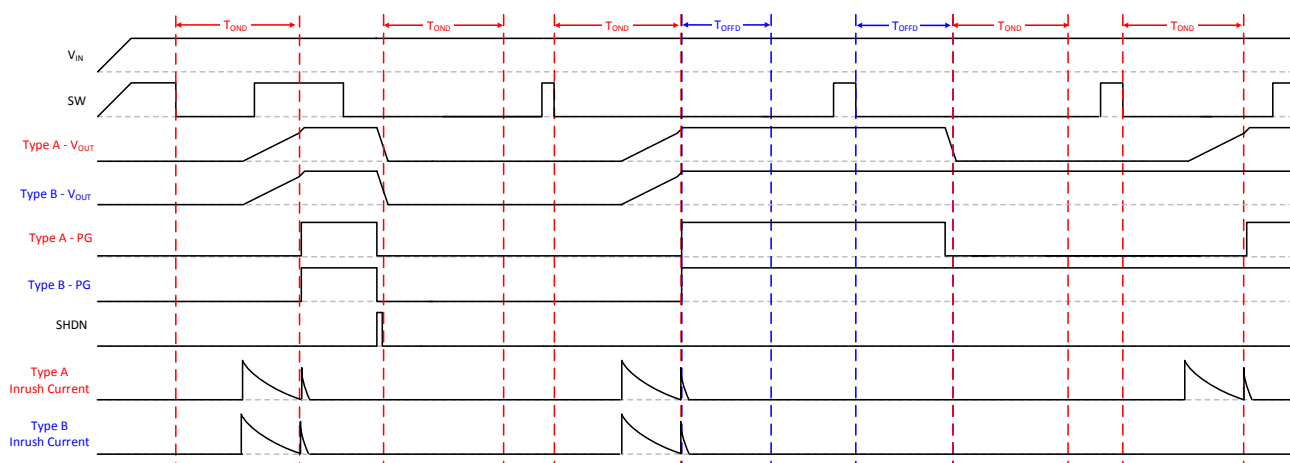 TOND
TOND
TOND
TOFFD
TOFFD
TOND
TOND
VIN
SW
Type A - VOUT
Type B - VOUT
Type A - PG
Type B - PG
SHDN
Type A
Inrush Current
Type B
Inrush Current